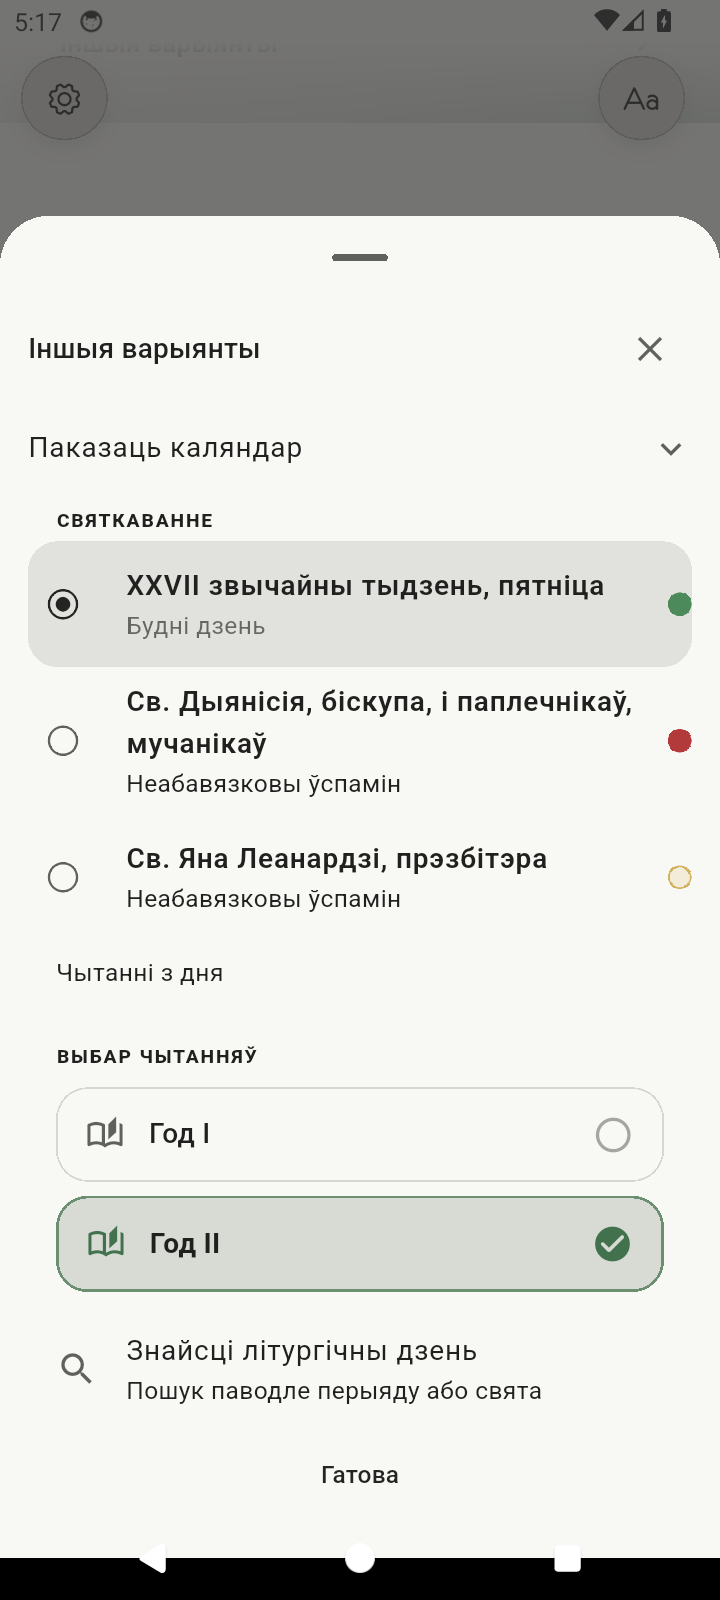 5:17
Іншыя варыянты
Aa
Іншыя варыянты
Паказаць каляндар
СВЯТКАВАННЕ
XXVII звычайны тыдзень, пятніца
Будні дзень
Св. Дыянісія, біскупа, і паплечнікаў,
мучанікаў
Неабавязковы ўспамін
Св. Яна Леанардзі, прэзбітэра
Неабавязковы ўспамін
Чытанні з дня
ВЫБАР ЧЫТАННЯЎ
Год I
Год II
Знайсці літургічны дзень
Пошук паводле перыяду або свята
Гатова